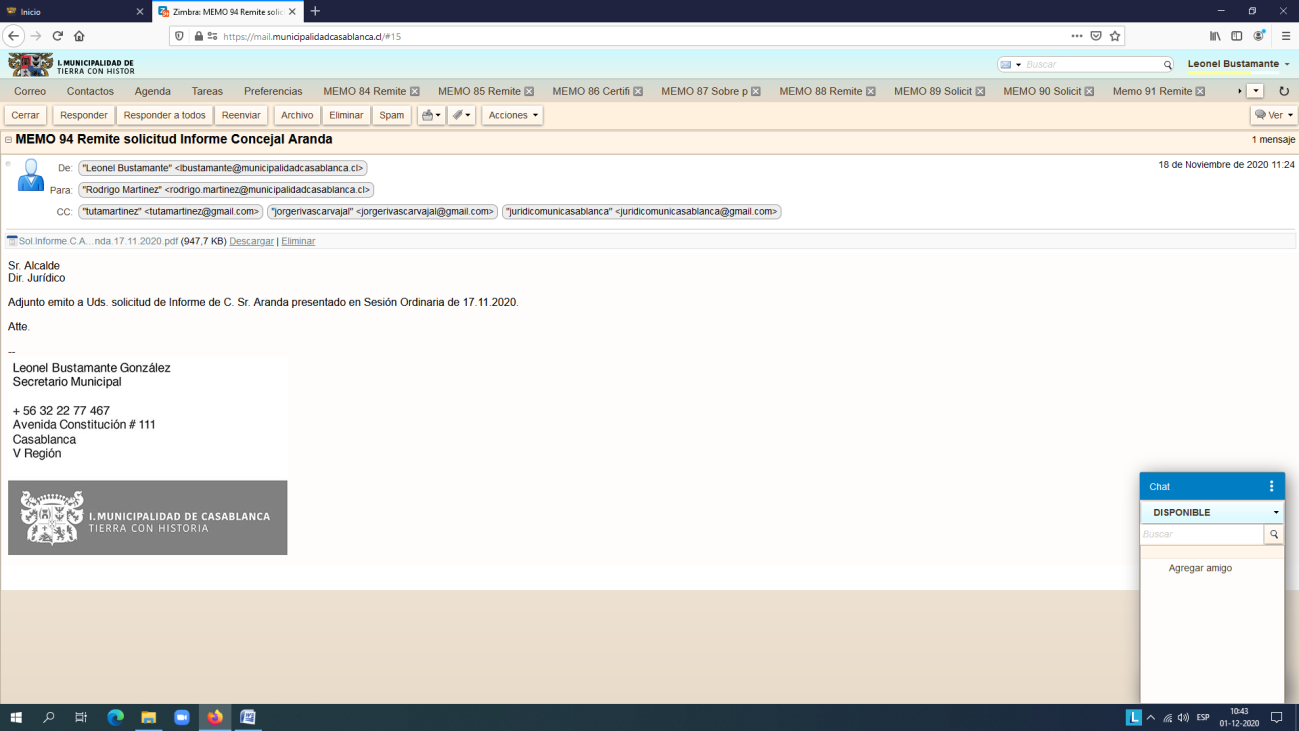 Inicio
Zimbra: MEMO 94 Remite solic
https://mail.municipalidadcasablanca.cl/#15
I. MUNICIPALIDAD DE
TIERRA CON HISTOR
Buscar
Leonel Bustamante
Correo Contactos Agenda Tareas Preferencias MEMO 84 Remite MEMO 85 Remite MEMO 86 Certifi MEMO 87 Sobre p MEMO 88 Remite MEMO 89 Solicit MEMO 90 Solicit Memo 91 Remite
Cerrar Responder Responder a todos Reenviar Archivo Eliminar Spam Acciones Ver
MEMO 94 Remite solicitud Informe Concejal Aranda
1 mensaje
De: "Leonel Bustamante" <lbustamante@municipalidadcasablanca.cl>
18 de Noviembre de 2020 11:24
Para: "Rodrigo Martinez" <rodrigo.martinez@municipalidadcasablanca.cl>
CC: "tutamartinez" <tutamartinez@gmail.com> "jorgerivascarvajal" <jorgerivascarvajal@gmail.com> "juridicomunicasablanca" <juridicomunicasablanca@gmail.com>
Sol.Informe.C.A...nda.17.11.2020.pdf (947,7 KB) Descargar | Eliminar
Sr. Alcalde
Dir. Jurídico
Adjunto emito a Uds. solicitud de Informe de C. Sr. Aranda presentado en Sesión Ordinaria de 17.11.2020.
Atte.
--
Leonel Bustamante González
Secretario Municipal
+ 56 32 22 77 467
Avenida Constitución # 111
Casablanca
V Región
I.MUNICIPALIDAD DE CASABLANCA
TIERRA CON HISTORIA
Chat
DISPONIBLE
Buscar
Agregar amigo
L
ESP
10:43
01-12-2020